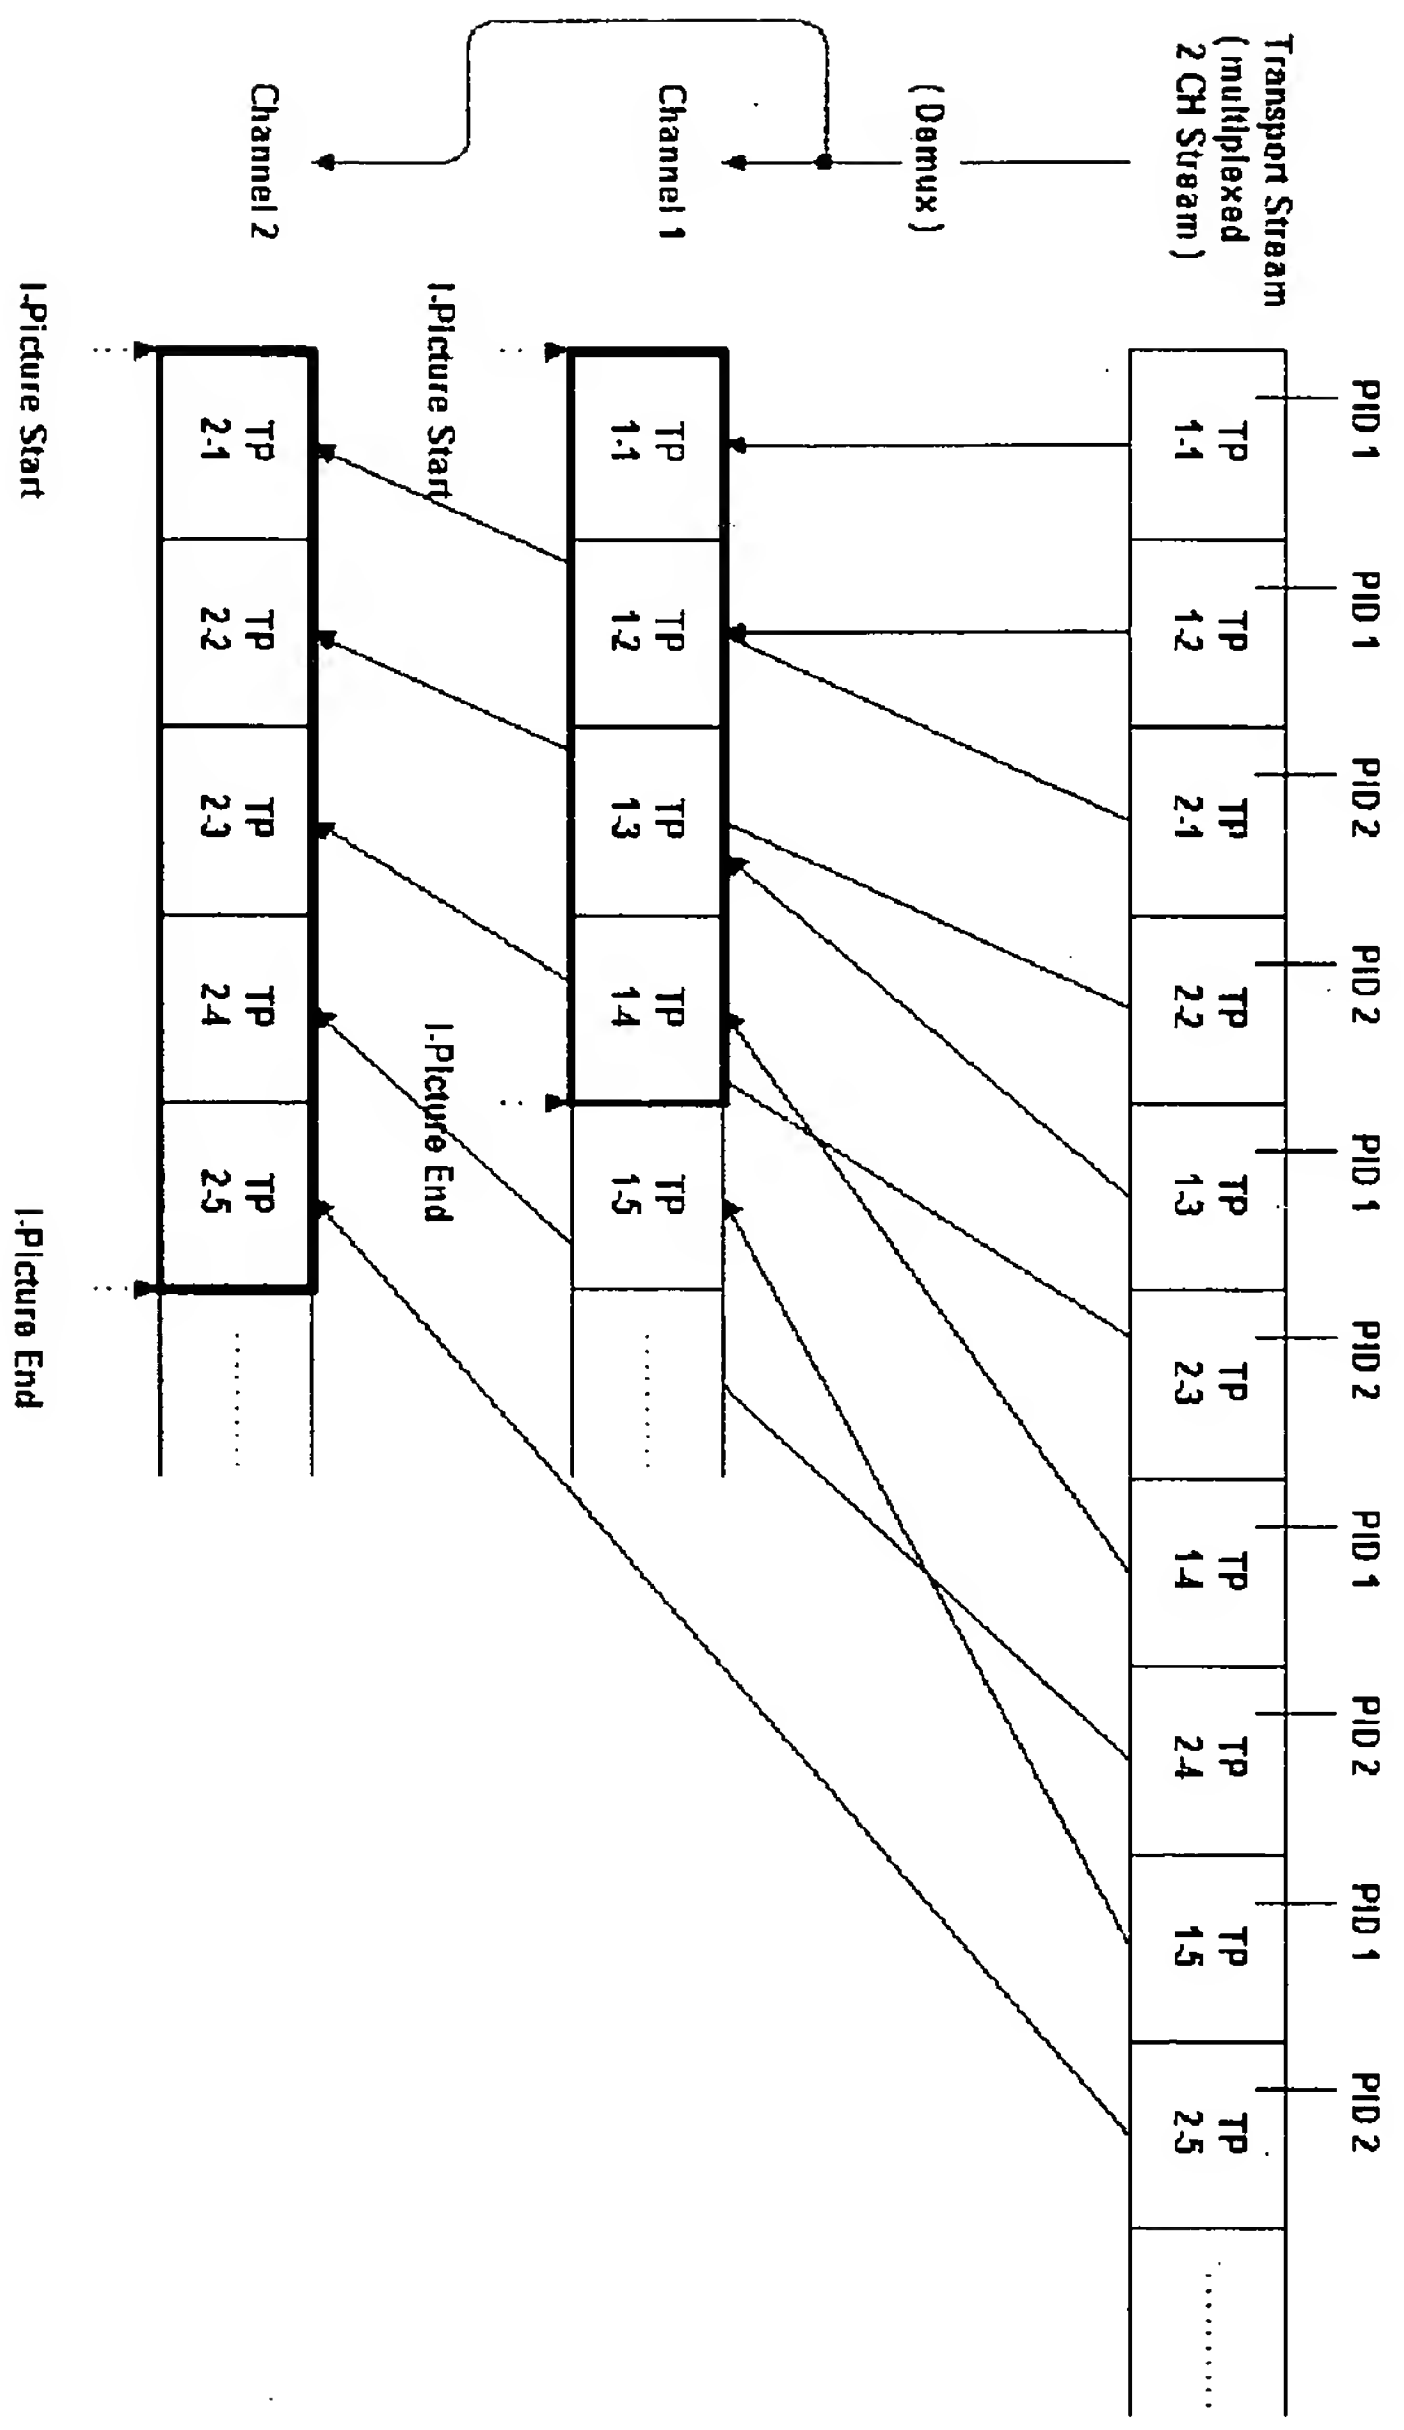 PID 1
PID 1
PID 2
PID 2
PID 1
PID 2
PID 1
PID 2
PID 1
PID 2
Transport Stream
( multiplexed
2 CH Stream )
TP
1-1
TP
1-2
TP
2-1
TP
2-2
TP
1-3
TP
2-3
TP
1-4
TP
2-4
TP
1-5
TP
2-5
( Demux )
Channel 1
TP
1-1
TP
1-2
TP
1-3
TP
1-4
TP
1-5
I-Picture Start
I-Picture End
Channel 2
TP
2-1
TP
2-2
TP
2-3
TP
2-4
TP
2-5
I-Picture Start
I-Picture End